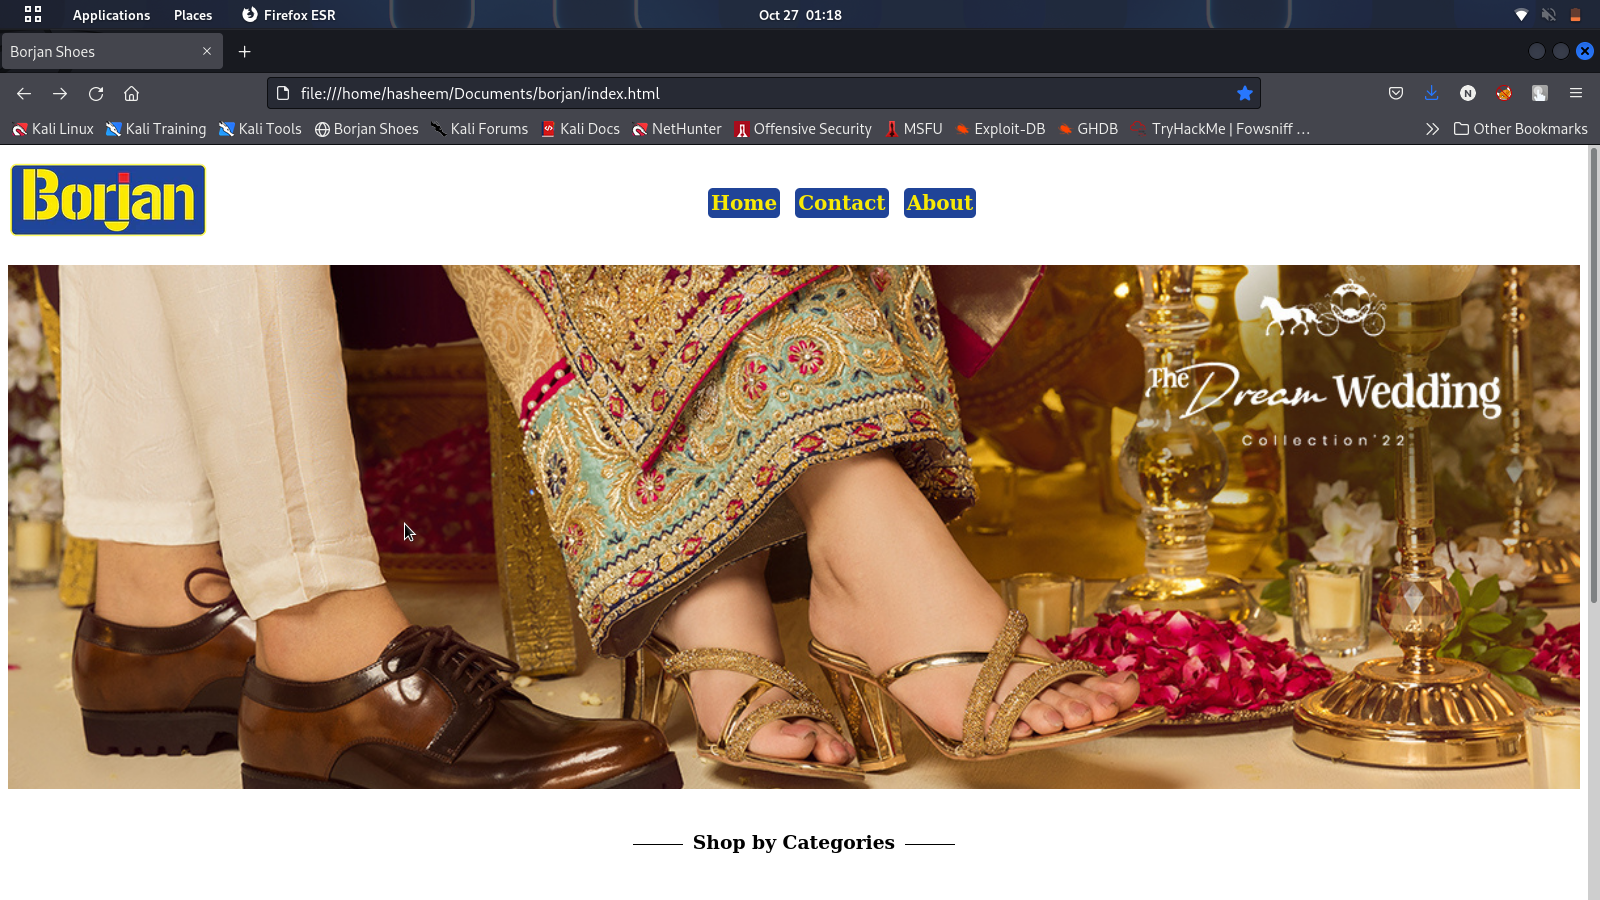 Applications Places Firefox ESR Oct 27 01:18
Borjan Shoes
file:///home/hasheem/Documents/borjan/index.html N
Kali Linux Kali Training Kali Tools Borjan Shoes Kali Forums Kali Docs NetHunter Offensive Security MSFU Exploit-DB GHDB TryHackMe | Fowsniff … Other Bookmarks
Borjan
Home Contact About
The Dream Wedding
Collection'22
Shop by Categories